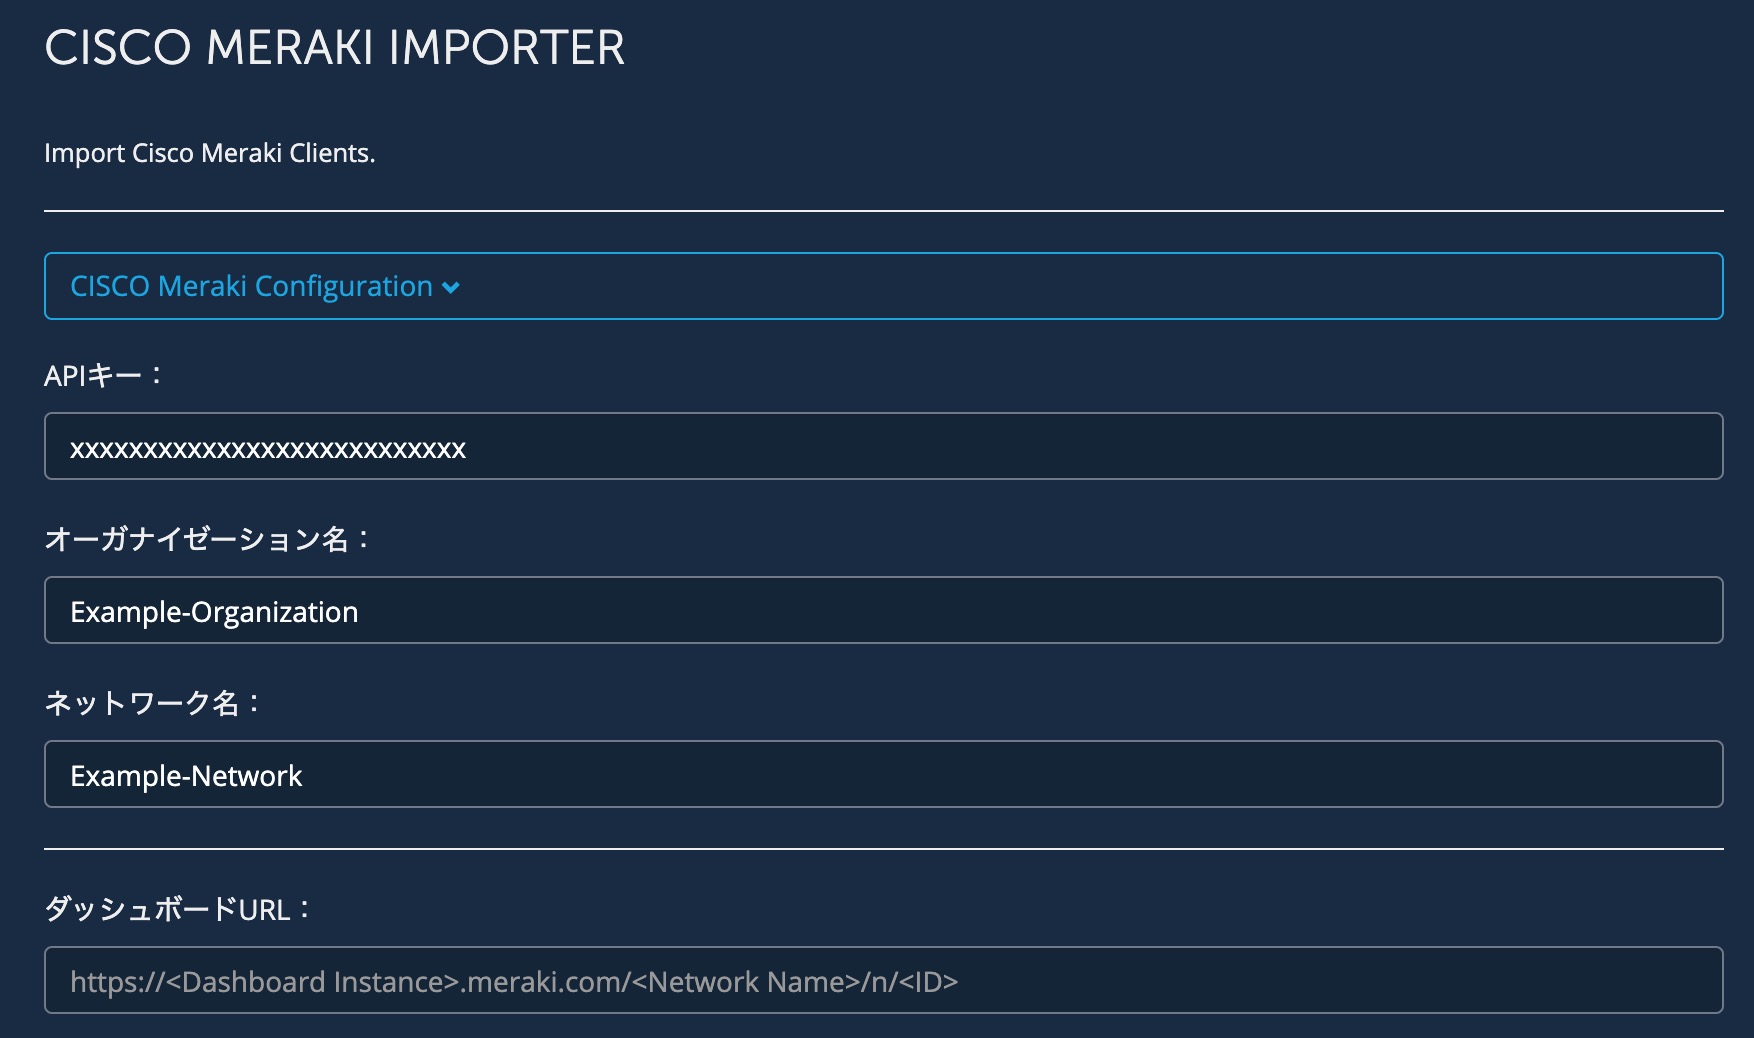 CISCO MERAKI IMPORTER
Import Cisco Meraki Clients.
CISCO Meraki Configuration
APIキー：
xxxxxxxxxxxxxxxxxxxxxxxxxxx
オーガナイゼーション名：
Example-Organization
ネットワーク名：
Example-Network
ダッシュボードURL：
https://<Dashboard Instance>.meraki.com/<Network Name>/n/<ID>